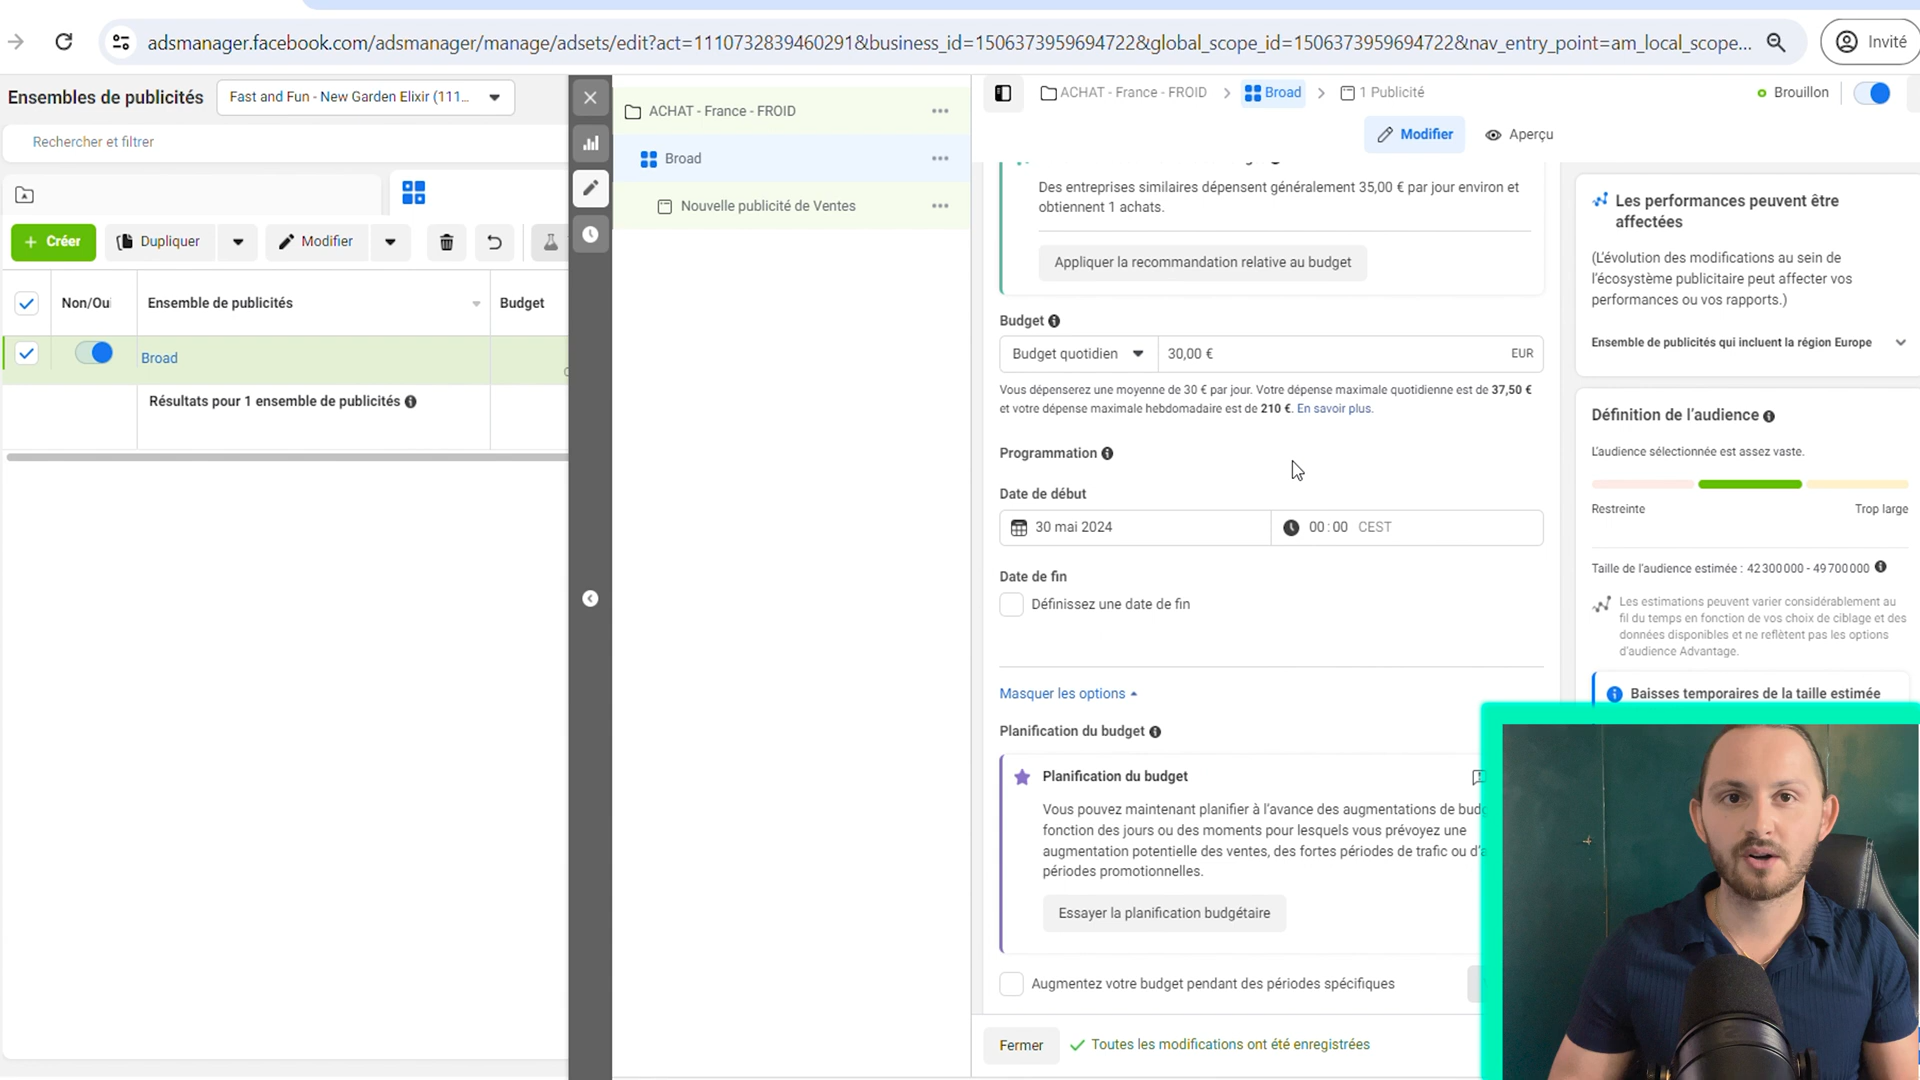 adsmanager.facebook.com/adsmanager/manage/adsets/edit?act=1110732839460291&business_id=1506373959694722&global_scope_id=1506373959694722&nav_entry_point=am_local_scope...
Invité
Ensembles de publicités
Fast and Fun - New Garden Elixir (111...
Rechercher et filtrer
Créer
Dupliquer
Modifier
Non/Oui
Ensemble de publicités
Budget
Broad
Résultats pour 1 ensemble de publicités
ACHAT - France - FROID
Broad
Nouvelle publicité de Ventes
ACHAT - France - FROID
Broad
1 Publicité
Brouillon
Modifier
Aperçu
Des entreprises similaires dépensent généralement 35,00 € par jour environ et
obtiennent 1 achats.
Appliquer la recommandation relative au budget
Budget
Budget quotidien
30,00 €
EUR
Vous dépenserez une moyenne de 30 € par jour. Votre dépense maximale quotidienne est de 37,50 €
et votre dépense maximale hebdomadaire est de 210 €. En savoir plus.
Programmation
Date de début
30 mai 2024
00:00 CEST
Date de fin
Définissez une date de fin
Masquer les options
Planification du budget
Planification du budget
Vous pouvez maintenant planifier à l'avance des augmentations de
fonction des jours ou des moments pour lesquels vous prévoyez une
augmentation potentielle des ventes, des fortes périodes de trafic ou
périodes promotionnelles.
Essayer la planification budgétaire
Augmentez votre budget pendant des périodes spécifiques
Fermer
Toutes les modifications ont été enregistrées
Les performances peuvent être
affectées
(L'évolution des modifications au sein de
l'écosystème publicitaire peut affecter vos
performances ou vos rapports.)
Ensemble de publicités qui incluent la région Europe
Définition de l'audience
L'audience sélectionnée est assez vaste.
Restreinte
Trop large
Taille de l'audience estimée : 42 300 000 - 49 700 000
Les estimations peuvent varier considérablement au
fil du temps en fonction de vos choix de ciblage et des
données disponibles et ne reflètent pas les options
d'audience Advantage.
Baisses temporaires de la taille estimée